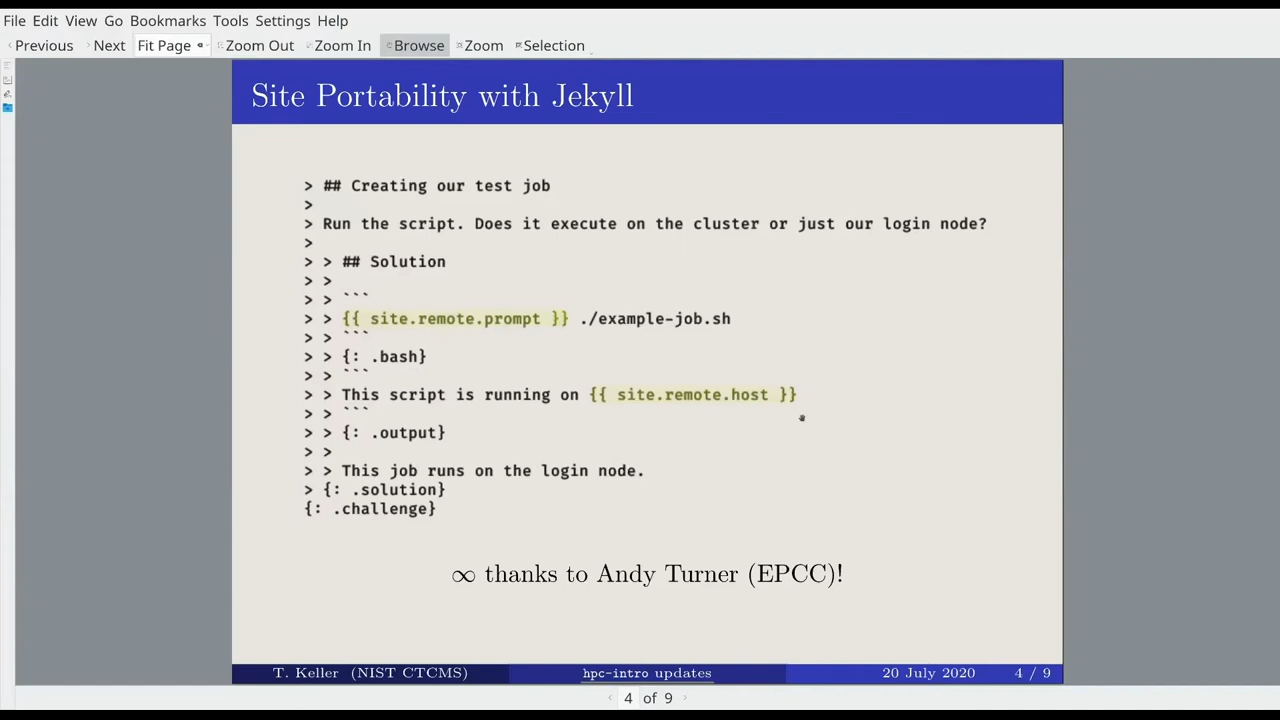 File Edit View Go Bookmarks Tools Settings Help
Previous Next Fit Page Zoom Out Zoom In Browse Zoom Selection
Site Portability with Jekyll
> ## Creating our test job
>
> Run the script. Does it execute on the cluster or just our login node?
>
> > ## Solution
> >
> > ```
> > {{ site.remote.prompt }} ./example-job.sh
> > ```
> > {: .bash}
> > ```
> > This script is running on {{ site.remote.host }}
> > ```
> > {: .output}
> >
> > This job runs on the login node.
> {: .solution}
{: .challenge}
∞ thanks to Andy Turner (EPCC)!
T. Keller (NIST CTCMS) hpc-intro updates 20 July 2020 4 / 9
4 of 9